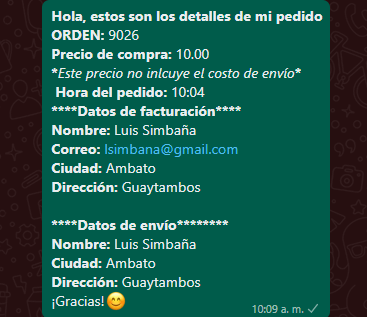 Hola, estos son los detalles de mi pedido
ORDEN: 9026
Precio de compra: 10.00
*Este precio no inlcuye el costo de envío*
Hora del pedido: 10:04
****Datos de facturación****
Nombre: Luis Simbaña
Correo: lsimbana@gmail.com
Ciudad: Ambato
Dirección: Guaytambos
****Datos de envío********
Nombre: Luis Simbaña
Ciudad: Ambato
Dirección: Guaytambos
¡Gracias!😊
10:09 a. m. ✓